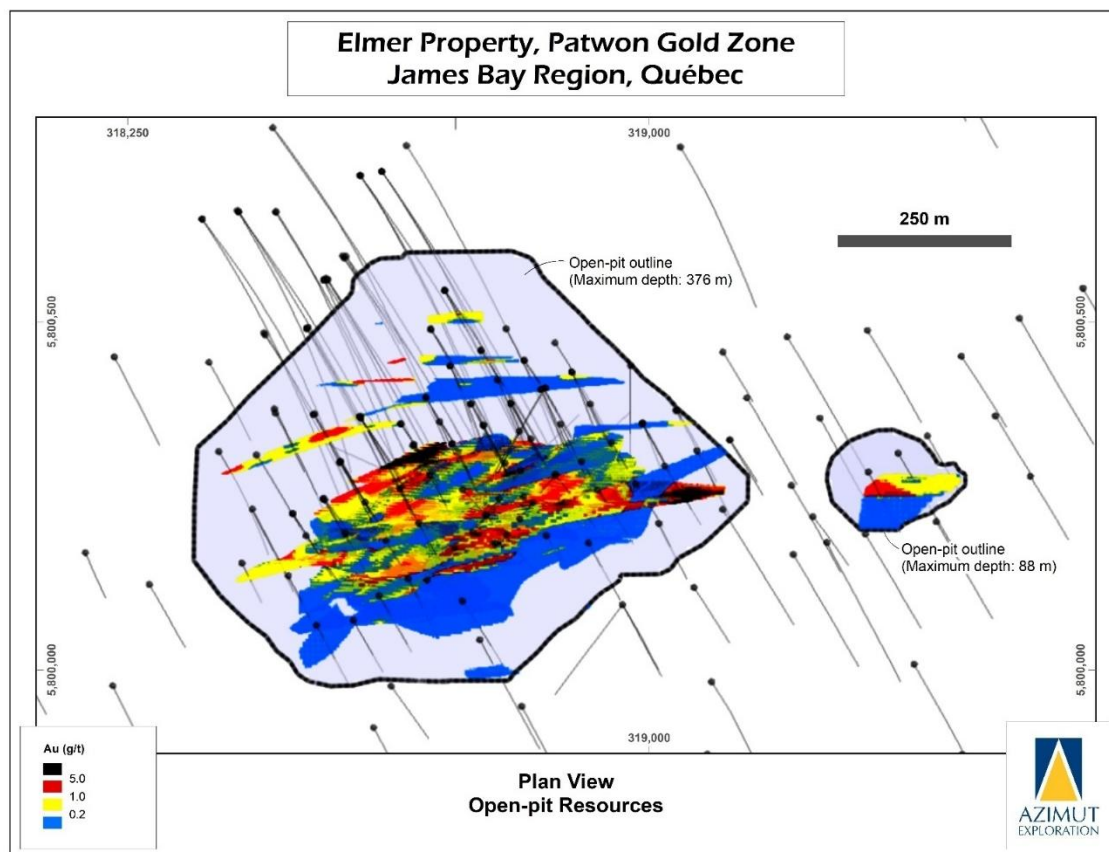 Elmer Property, Patwon Gold Zone
James Bay Region, Québec
318,250
319,000
250 m
Open-pit outline
(Maximum depth: 376 m)
5,800,500
5,800,500
Open-pit outline
(Maximum depth: 88 m)
5,800,000
5,800,000
319,000
Au (g/t)
5.0
1.0
0.2
Plan View
Open-pit Resources
AZIMUT
EXPLORATION